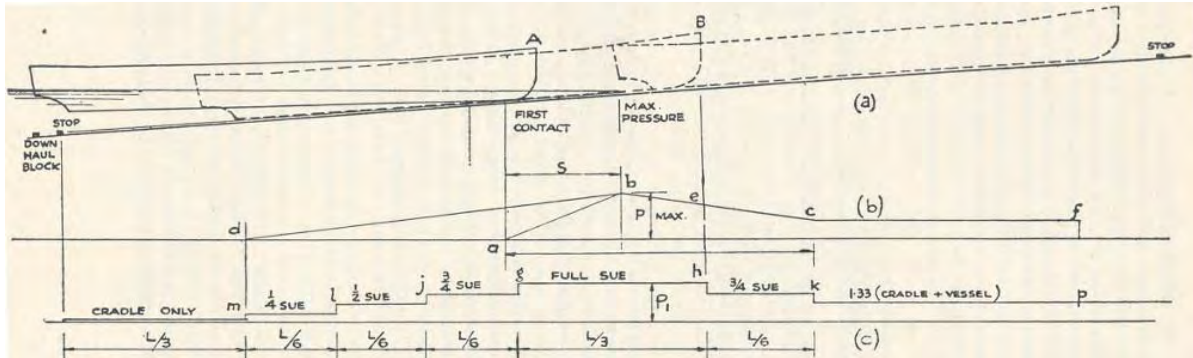 A
B
STOP
(a)
STOP
DOWN
HAUL
BLOCK
FIRST
CONTACT
MAX.
PRESSURE
S
b
e
P MAX.
c
(b)
f
d
a
m
1/4 SUE
l
1/2 SUE
j
3/4 SUE
g
FULL SUE
h
3/4 SUE
k
1·33 (CRADLE + VESSEL)
p
CRADLE ONLY
P₁
L/3
L/6
L/6
L/6
L/3
L/6
(c)